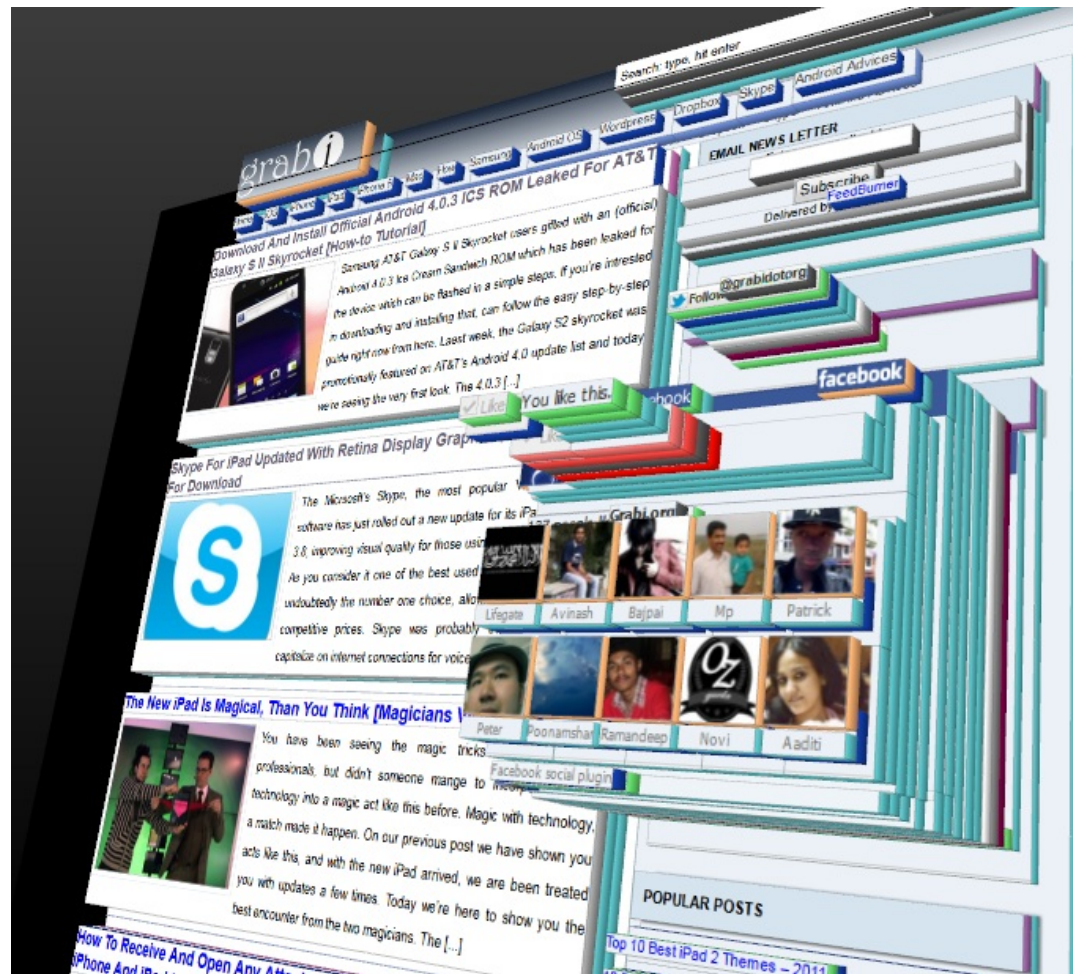 Search: type, hit enter
grabi
iPhone
iPad
iPhone 5
Mac
How
Samsung
Android OS
Wordpress
Dropbox
Skype
Android Advices
Download And Install Official Android 4.0.3 ICS ROM Leaked For AT&T
Galaxy S II Skyrocket [How-to Tutorial]
Samsung AT&T Galaxy S II Skyrocket users gifted with an (official)
Android 4.0.3 Ice Cream Sandwich ROM which has been leaked for
the device which can be flashed in a simple steps. If you're intrested
in downloading and installing that, can follow the easy step-by-step
guide right now from here. Laest week, the Galaxy S2 skyrocket was
promotionally featured on AT&T's Android 4.0 update list and today
we're seeing the very first look. The 4.0.3 [...]
Skype For iPad Updated With Retina Display
For Download
The Micrsosft's Skype, the most popular
software has just rolled out a new update for its
3.8, improving visual quality for those
As you consider it one of the best used
undoubtedly the number one choice,
competitive prices. Skype was probably
capitalize on internet connections for voice
The New iPad Is Magical, Than You Think [Magicians
You have been seeing the magic tricks
professionals, but didn't someone mange to
technology into a magic act like this before. Magic with technology,
a match made it happen. On our previous post we have shown you
acts like this, and with the new iPad arrived, we are been treated
you with updates a few times. Today we're here to show you the
best encounter from the two magicians. The [...]
How To Receive And Open Any
iPhone And
EMAIL NEWS LETTER
Subscribe
Delivered by FeedBurner
Follow @grabidotorg
facebook
Like
You like this.
Grabi.org
Lifegate
Avinash
Bajpai
Mp
Patrick
Peter
Poonamshar
Ramandeep
Novi
Aaditi
OZ
Facebook social plugin
POPULAR POSTS
Top 10 Best iPad 2 Themes – 2011